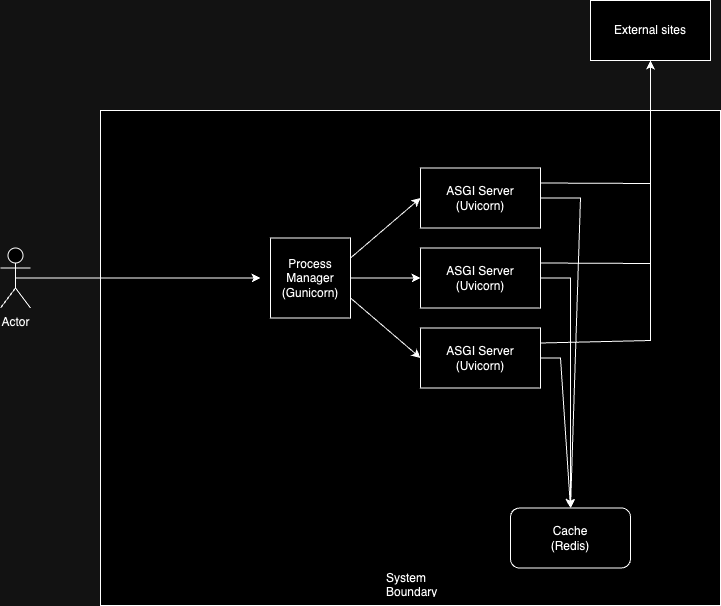 External sites
ASGI Server
(Uvicorn)
Process
Manager
(Gunicorn)
ASGI Server
(Uvicorn)
Actor
ASGI Server
(Uvicorn)
Cache
(Redis)
System
Boundary